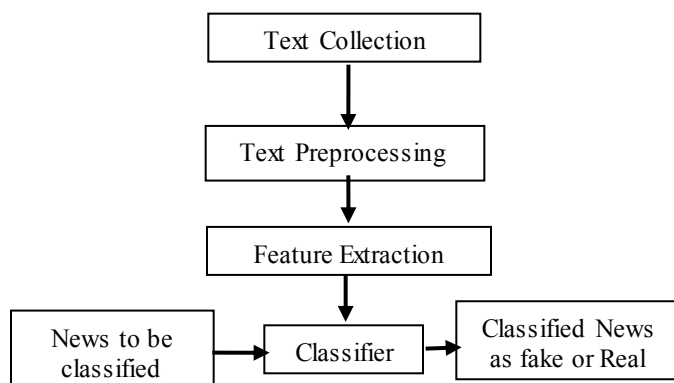 Text Collection
Text Preprocessing
Feature Extraction
News to be
classified
Classifier
Classified News
as fake or Real